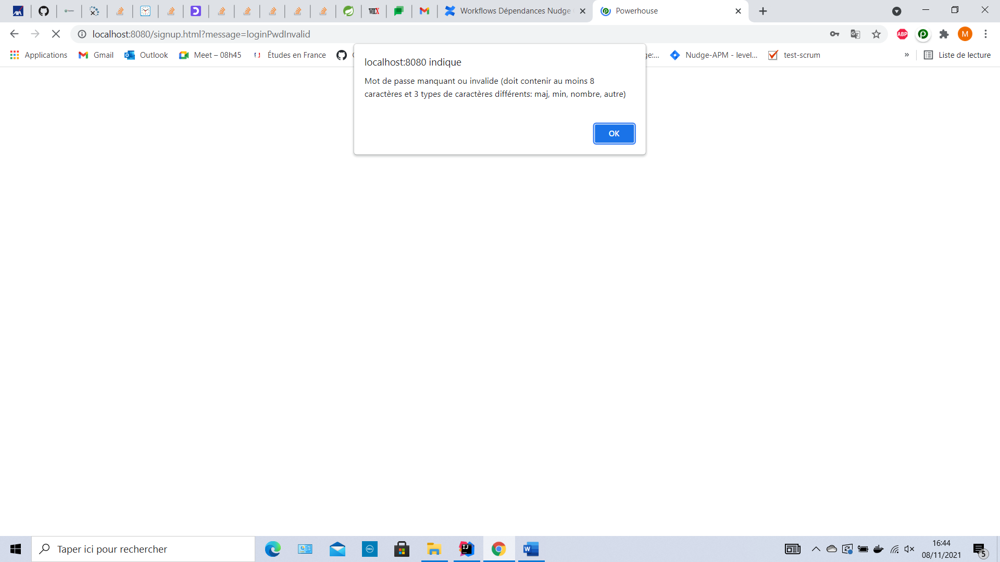 Workflows Dépendances Nudge
Powerhouse
localhost:8080/signup.html?message=loginPwdInvalid
ABP
M
Applications
Gmail
Outlook
Meet – 08h45
Études en France
Nudge-APM - level...
test-scrum
»
Liste de lecture
localhost:8080 indique
Mot de passe manquant ou invalide (doit contenir au moins 8
caractères et 3 types de caractères différents: maj, min, nombre, autre)
OK
Taper ici pour rechercher
16:44
08/11/2021
5